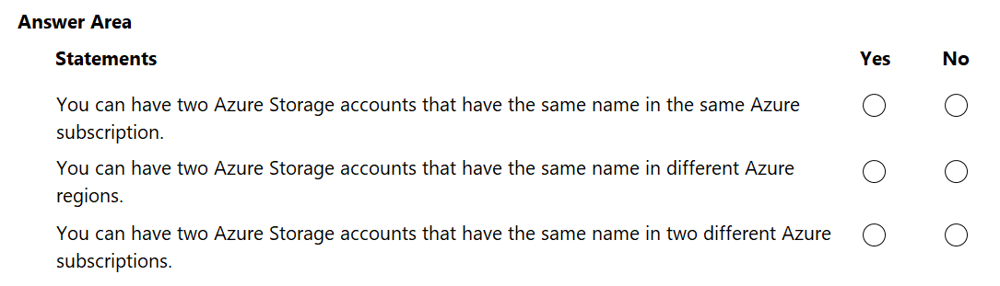 Answer Area
Statements Yes No
You can have two Azure Storage accounts that have the same name in the same Azure
subscription.
You can have two Azure Storage accounts that have the same name in different Azure
regions.
You can have two Azure Storage accounts that have the same name in two different Azure
subscriptions.